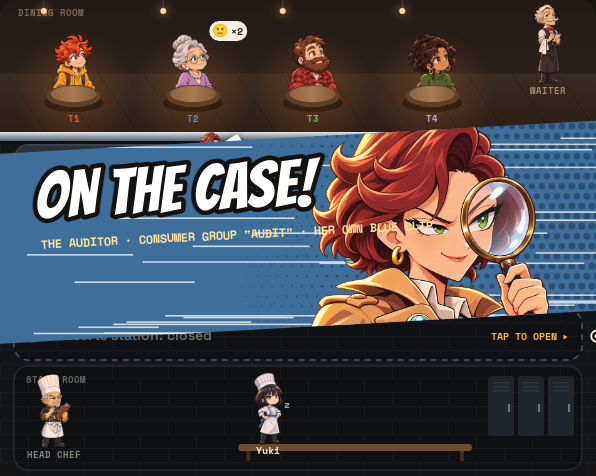 DINING ROOM
×2
T1
T2
T3
T4
WAITER
ON THE CASE!
THE AUDITOR · CONSUMER GROUP "AUDIT" · HER OWN BLUE CLIP
station: closed
TAP TO OPEN ▸
ROOM
z
HEAD CHEF
Yuki